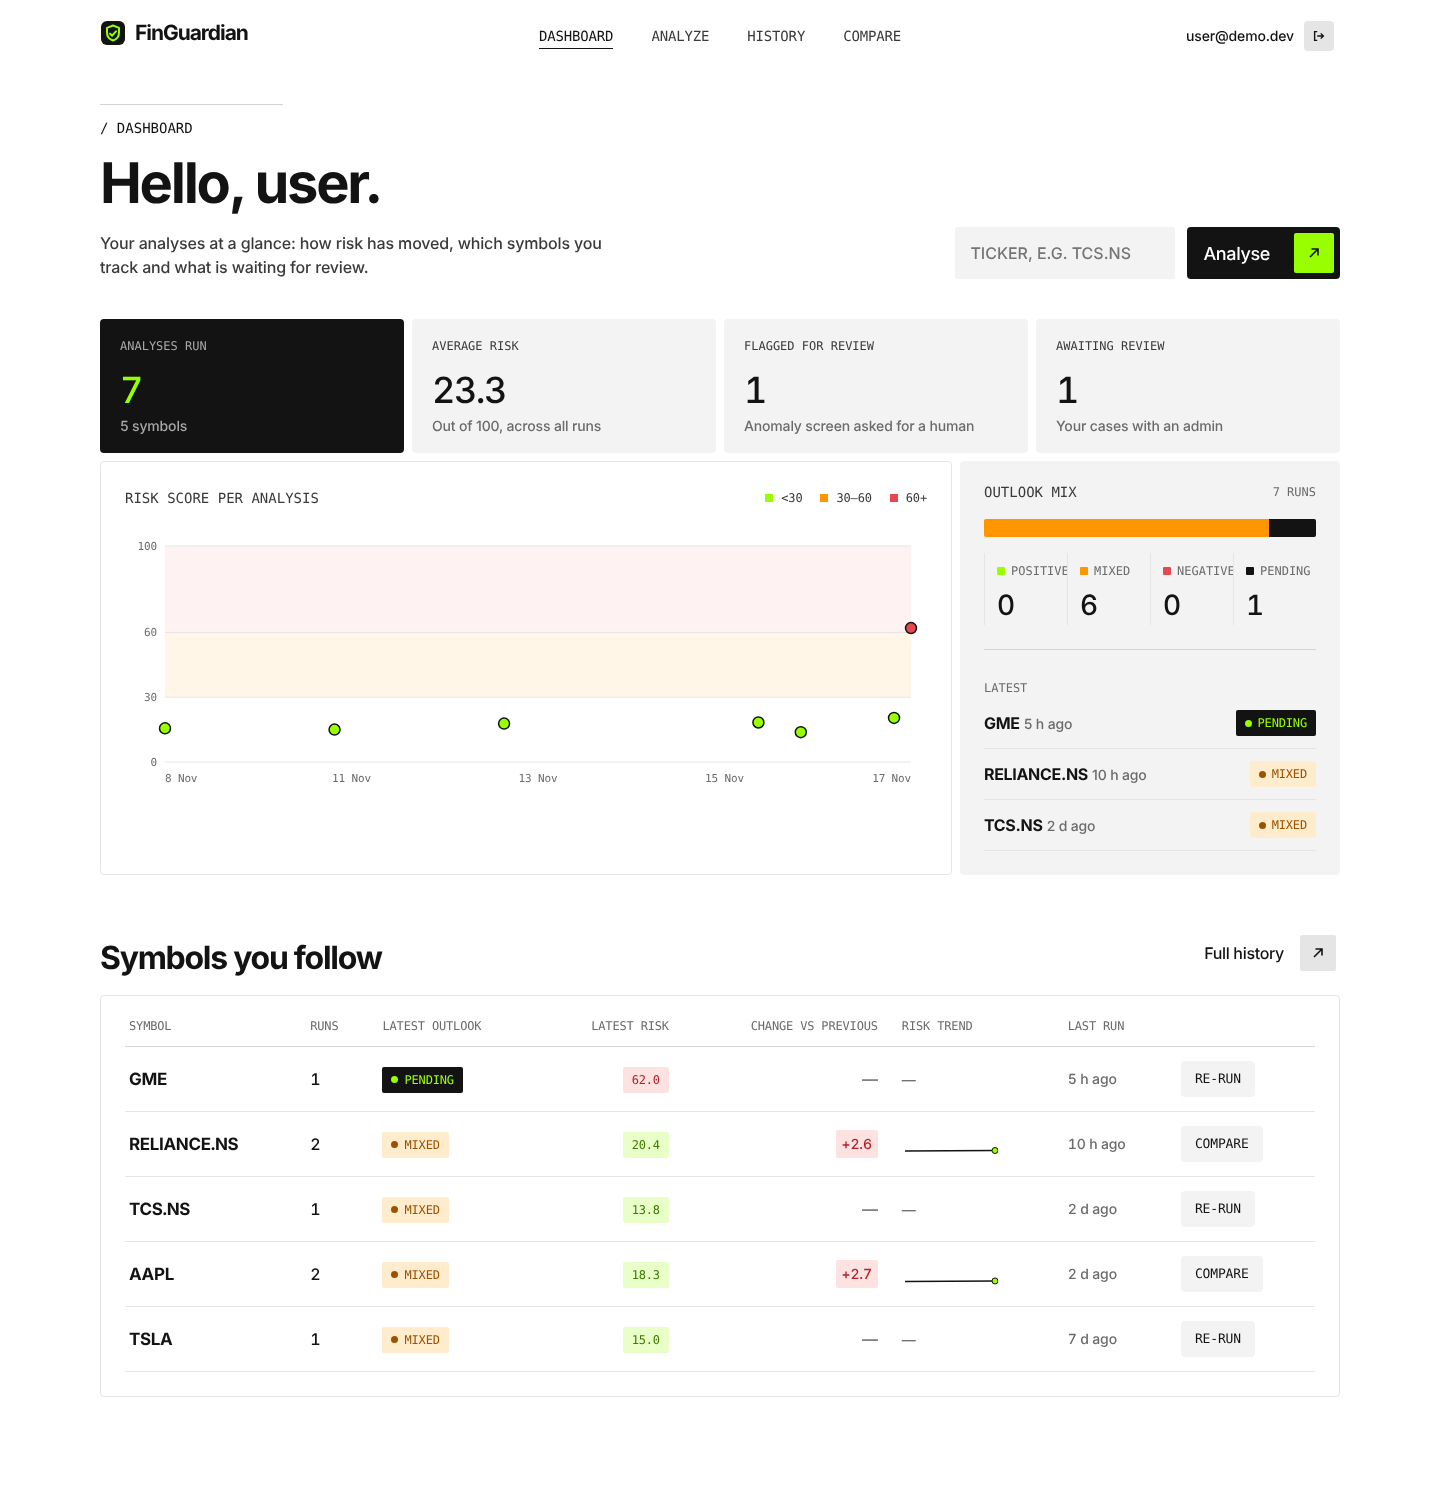 FinGuardian
DASHBOARD ANALYZE HISTORY COMPARE
user@demo.dev
/ DASHBOARD
Hello, user.
Your analyses at a glance: how risk has moved, which symbols you
track and what is waiting for review.
TICKER, E.G. TCS.NS
Analyse
ANALYSES RUN
7
5 symbols
AVERAGE RISK
23.3
Out of 100, across all runs
FLAGGED FOR REVIEW
1
Anomaly screen asked for a human
AWAITING REVIEW
1
Your cases with an admin
RISK SCORE PER ANALYSIS
<30 30–60 60+
100
60
30
0
8 Nov 11 Nov 13 Nov 15 Nov 17 Nov
OUTLOOK MIX 7 RUNS
POSITIVE MIXED NEGATIVE PENDING
0 6 0 1
LATEST
GME 5 h ago PENDING
RELIANCE.NS 10 h ago MIXED
TCS.NS 2 d ago MIXED
Symbols you follow
Full history
SYMBOL RUNS LATEST OUTLOOK LATEST RISK CHANGE VS PREVIOUS RISK TREND LAST RUN
GME 1 PENDING 62.0 — — 5 h ago RE-RUN
RELIANCE.NS 2 MIXED 20.4 +2.6 10 h ago COMPARE
TCS.NS 1 MIXED 13.8 — — 2 d ago RE-RUN
AAPL 2 MIXED 18.3 +2.7 2 d ago COMPARE
TSLA 1 MIXED 15.0 — — 7 d ago RE-RUN